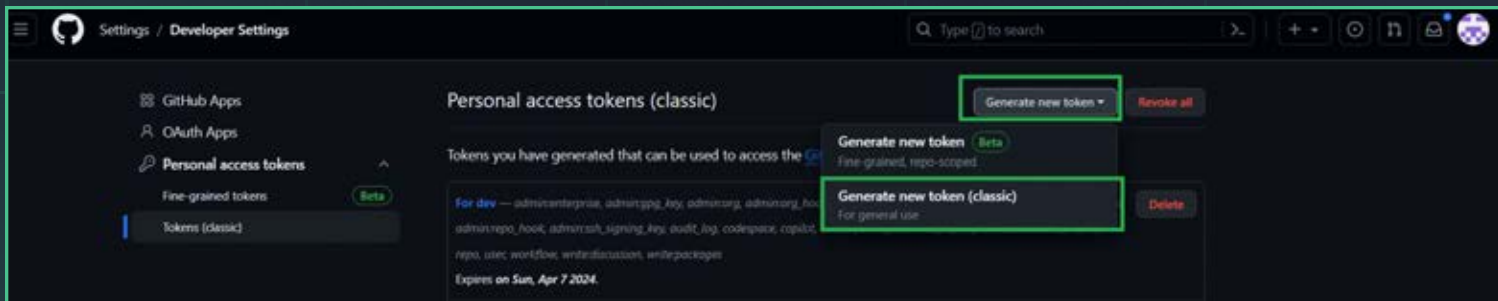 Settings / Developer Settings
Type / to search
GitHub Apps
OAuth Apps
Personal access tokens
Fine-grained tokens Beta
Tokens (classic)
Personal access tokens (classic)
Generate new token
Revoke all
Generate new token Beta
Fine-grained, repo-scoped
Generate new token (classic)
For general use
Tokens you have generated that can be used to access the
For dev — admin:enterprise, admin:gpg_key, admin:org, admin:org_hoo
Delete
admin:repo_hook, admin:ssh_signing_key, audit_log, codespace, copilot,
repo, user, workflow, write:discussion, write:packages
Expires on Sun, Apr 7 2024.